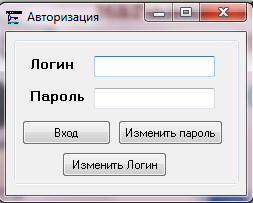 Авторизация
Логин
Пароль
Вход Изменить пароль
Изменить Логин